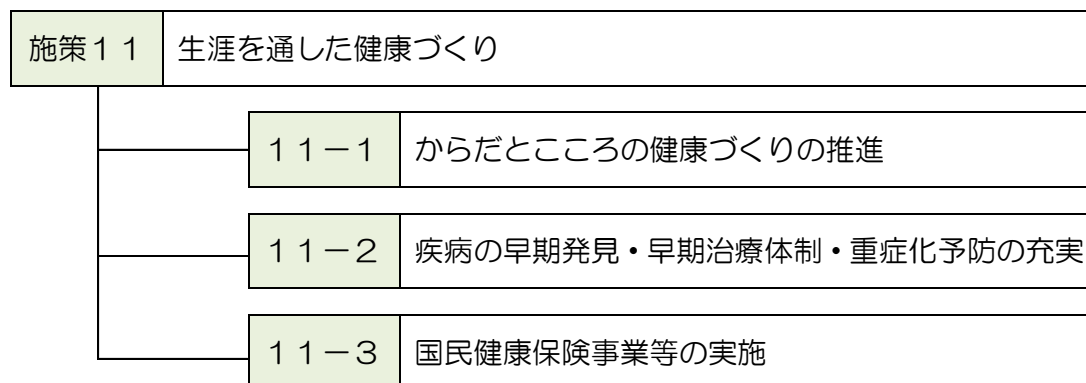 施策１１ 生涯を通した健康づくり
１１－１ からだとこころの健康づくりの推進
１１－２ 疾病の早期発見・早期治療体制・重症化予防の充実
１１－３ 国民健康保険事業等の実施